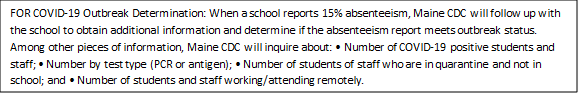 FOR COVID-19 Outbreak Determination: When a school reports 15% absenteeism, Maine CDC will follow up with
the school to obtain additional information and determine if the absenteeism report meets outbreak status.
Among other pieces of information, Maine CDC will inquire about: • Number of COVID-19 positive students and
staff; • Number by test type (PCR or antigen); • Number of students of staff who are in quarantine and not in
school; and • Number of students and staff working/attending remotely.